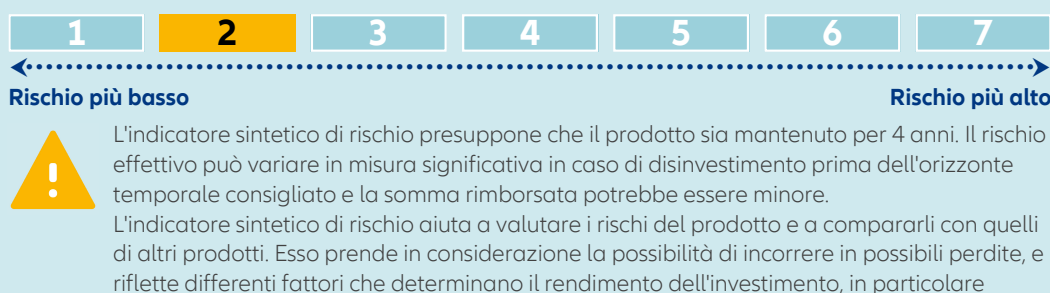 1 2 3 4 5 6 7
Rischio più basso Rischio più alto
L'indicatore sintetico di rischio presuppone che il prodotto sia mantenuto per 4 anni. Il rischio
effettivo può variare in misura significativa in caso di disinvestimento prima dell'orizzonte
temporale consigliato e la somma rimborsata potrebbe essere minore.
L'indicatore sintetico di rischio aiuta a valutare i rischi del prodotto e a compararli con quelli
di altri prodotti. Esso prende in considerazione la possibilità di incorrere in possibili perdite, e
riflette differenti fattori che determinano il rendimento dell'investimento, in particolare